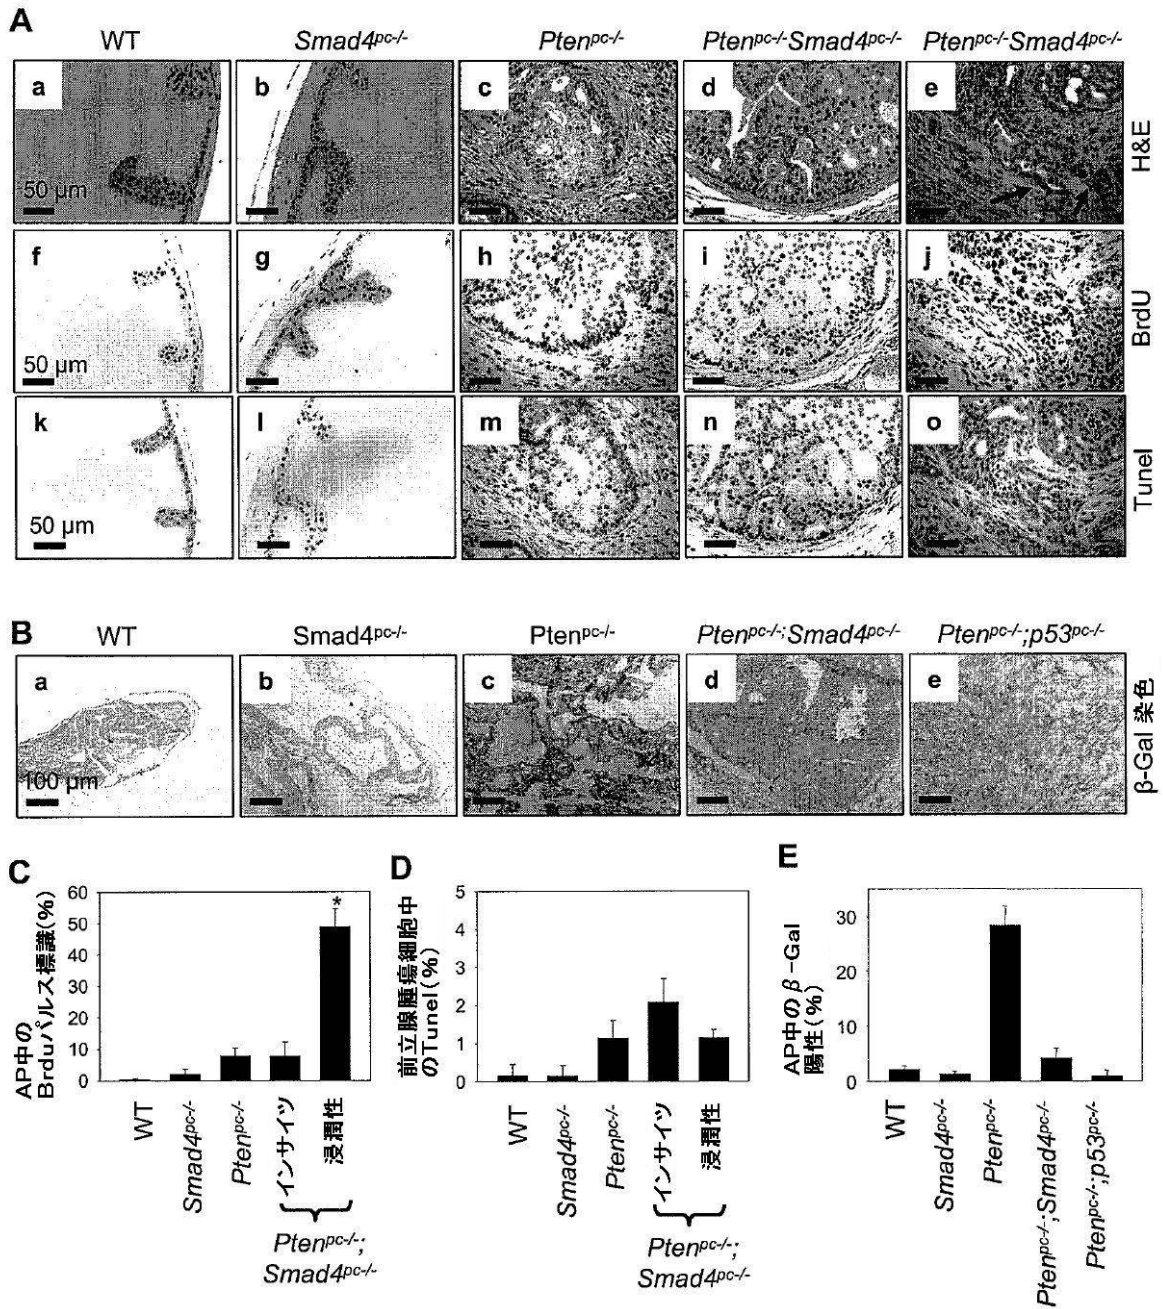 A
WT Smad4pc-/- Ptenpc-/- Ptenpc-/-Smad4pc-/- Ptenpc-/-Smad4pc-/-
a b c d e
50 µm
H&E
f g h i j
50 µm
BrdU
k l m n o
50 µm
Tunel
B
WT Smad4pc-/- Ptenpc-/- Ptenpc-/-;Smad4pc-/- Ptenpc-/-;p53pc-/-
a b c d e
100 µm
β-Gal 染色
C
AP中の
Brduパルス標識(%)
60
50
40
30
20
10
0
*
WT
Smad4pc-/-
Ptenpc-/-
インサイツ
浸潤性
Ptenpc-/-;
Smad4pc-/-
D
前立腺腫瘍細胞中
のTunel(%)
5
4
3
2
1
0
WT
Smad4pc-/-
Ptenpc-/-
インサイツ
浸潤性
Ptenpc-/-;
Smad4pc-/-
E
AP中のβ-Gal
陽性(%)
30
20
10
0
WT
Smad4pc-/-
Ptenpc-/-
Ptenpc-/-;Smad4pc-/-
Ptenpc-/-;p53pc-/-